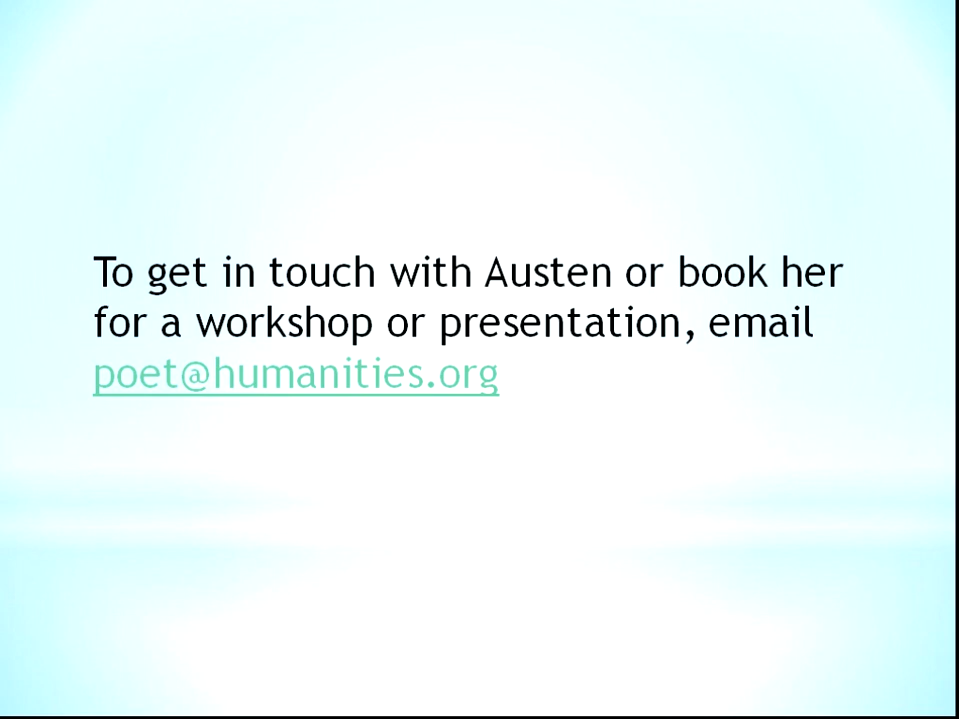 To get in touch with Austen or book her
for a workshop or presentation, email
poet@humanities.org